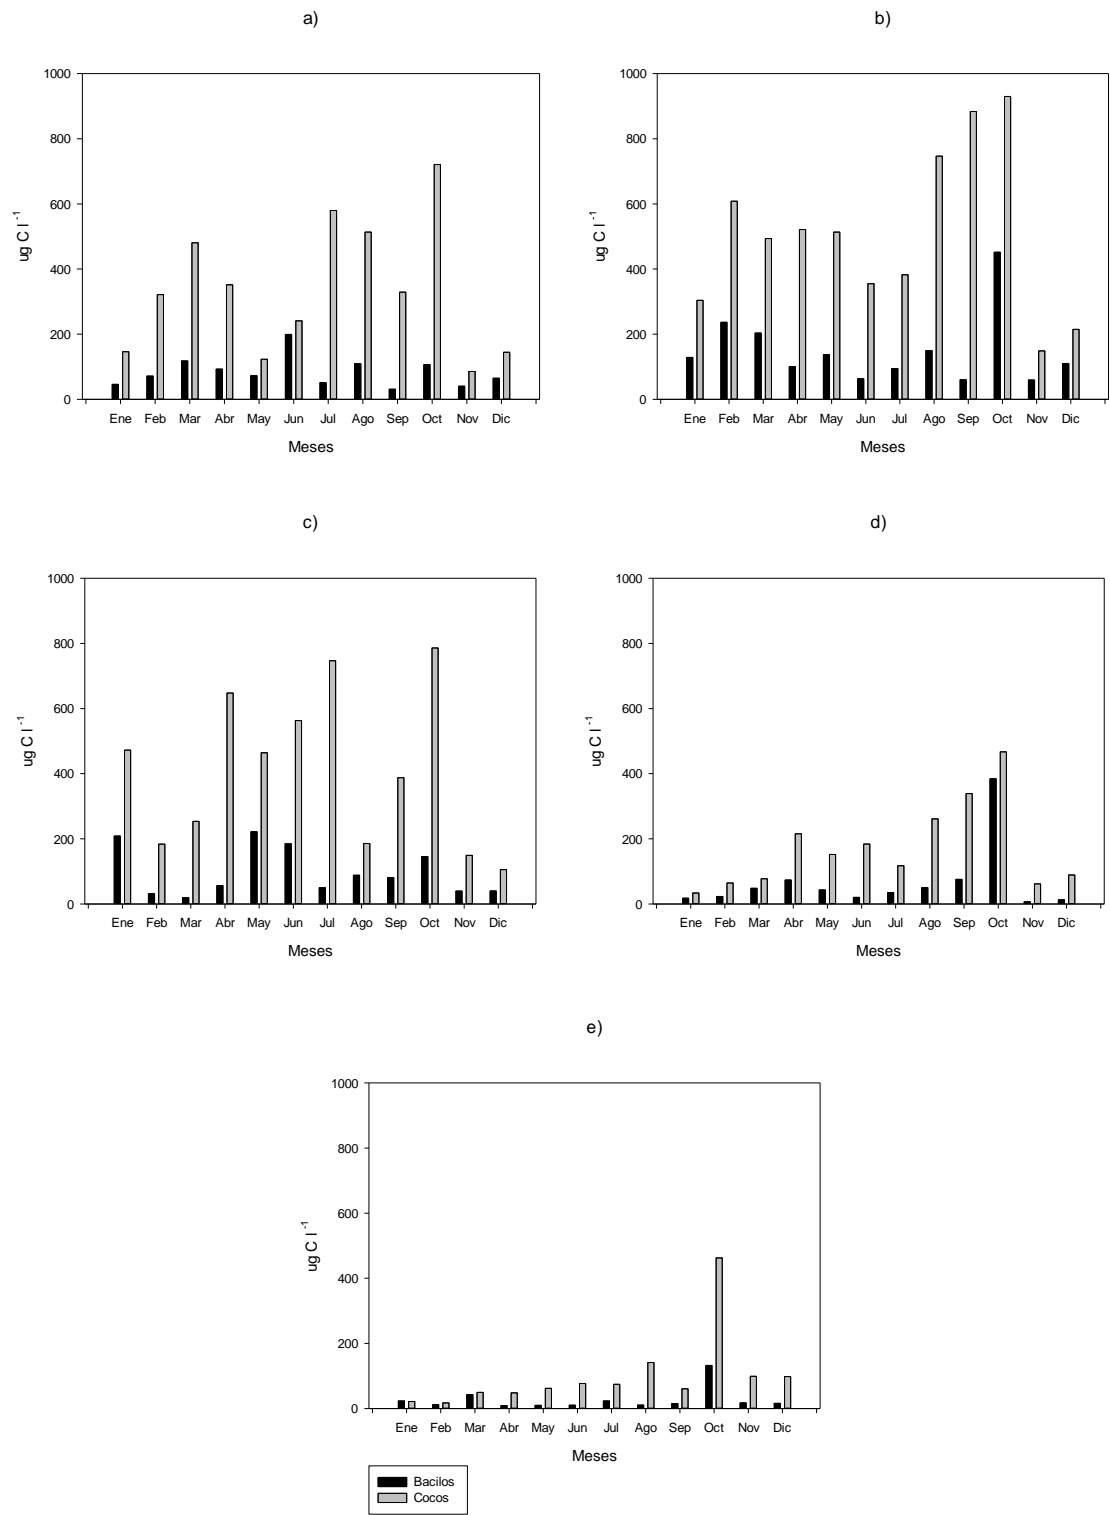 a)
1000
800
600
400
200
0
ug C l⁻¹
Ene Feb Mar Abr May Jun Jul Ago Sep Oct Nov Dic
Meses
b)
1000
800
600
400
200
0
ug C l⁻¹
Ene Feb Mar Abr May Jun Jul Ago Sep Oct Nov Dic
Meses
c)
1000
800
600
400
200
0
ug C l⁻¹
Ene Feb Mar Abr May Jun Jul Ago Sep Oct Nov Dic
Meses
d)
1000
800
600
400
200
0
ug C l⁻¹
Ene Feb Mar Abr May Jun Jul Ago Sep Oct Nov Dic
Meses
e)
1000
800
600
400
200
0
ug C l⁻¹
Ene Feb Mar Abr May Jun Jul Ago Sep Oct Nov Dic
Meses
Bacilos
Cocos